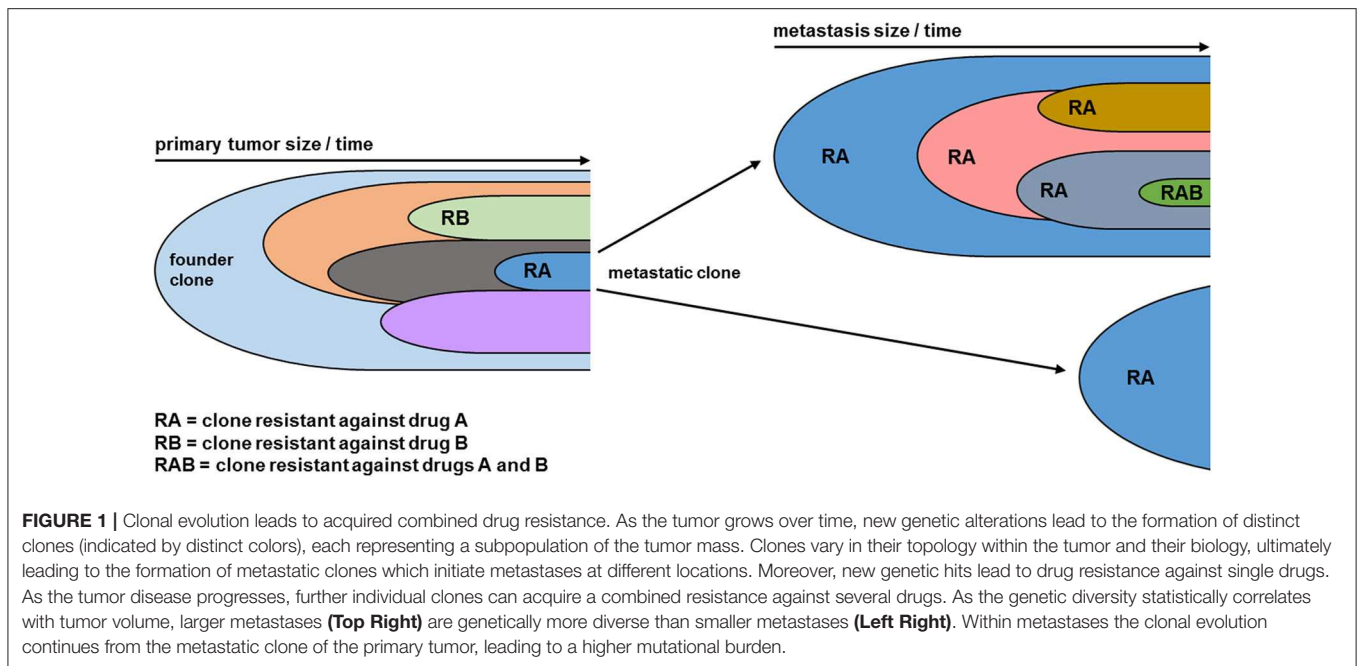 metastasis size / time
primary tumor size / time
founder
clone
RB
RA
metastatic clone
RA
RA
RA
RA
RAB
RA
RA = clone resistant against drug A
RB = clone resistant against drug B
RAB = clone resistant against drugs A and B
FIGURE 1 | Clonal evolution leads to acquired combined drug resistance. As the tumor grows over time, new genetic alterations lead to the formation of distinct
clones (indicated by distinct colors), each representing a subpopulation of the tumor mass. Clones vary in their topology within the tumor and their biology, ultimately
leading to the formation of metastatic clones which initiate metastases at different locations. Moreover, new genetic hits lead to drug resistance against single drugs.
As the tumor disease progresses, further individual clones can acquire a combined resistance against several drugs. As the genetic diversity statistically correlates
with tumor volume, larger metastases (Top Right) are genetically more diverse than smaller metastases (Left Right). Within metastases the clonal evolution
continues from the metastatic clone of the primary tumor, leading to a higher mutational burden.